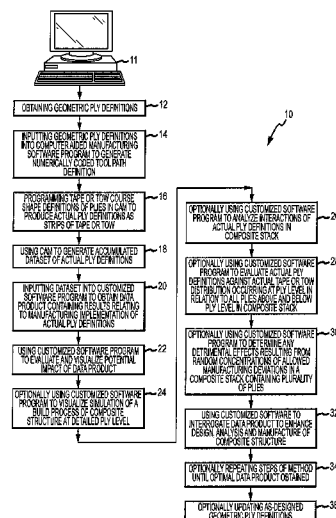 11
OBTAINING GEOMETRIC PLY DEFINITIONS
12
INPUTTING GEOMETRIC PLY DEFINITIONS
INTO COMPUTER AIDED MANUFACTURING
SOFTWARE PROGRAM TO GENERATE
NUMERICALLY CODED TOOL PATH
DEFINITION
14
PROGRAMMING TAPE OR TOW COURSE
SHAPE DEFINITIONS OF PLIES IN CAM TO
PRODUCE ACTUAL PLY DEFINITIONS AS
STRIPS OF TAPE OR TOW
16
USING CAM TO GENERATE ACCUMULATED
DATASET OF ACTUAL PLY DEFINITIONS
18
INPUTTING DATASET INTO CUSTOMIZED
SOFTWARE PROGRAM TO OBTAIN DATA
PRODUCT CONTAINING RESULTS RELATING
TO MANUFACTURING IMPLEMENTATION OF
ACTUAL PLY DEFINITIONS
20
USING CUSTOMIZED SOFTWARE PROGRAM
TO EVALUATE AND VISUALIZE POTENTIAL
IMPACT OF DATA PRODUCT
22
OPTIONALLY USING CUSTOMIZED SOFTWARE
PROGRAM TO VISUALIZE SIMULATION OF A
BUILD PROCESS OF COMPOSITE
STRUCTURE AT DETAILED PLY LEVEL
24
10
OPTIONALLY USING CUSTOMIZED SOFTWARE
PROGRAM TO ANALYZE INTERACTIONS OF
ACTUAL PLY DEFINITIONS IN
COMPOSITE STACK
OPTIONALLY USING CUSTOMIZED SOFTWARE
PROGRAM TO EVALUATE ACTUAL PLY
DEFINITIONS AGAINST ACTUAL TAPE OR TOW
DISTRIBUTION OCCURRING AT PLY LEVEL IN
RELATION TO ALL PLIES ABOVE AND BELOW
PLY LEVEL IN COMPOSITE STACK
OPTIONALLY USING CUSTOMIZED SOFTWARE
PROGRAM TO DETERMINE ANY
DETRIMENTAL EFFECTS RESULTING FROM
RANDOM CONCENTRATIONS OF ALLOWED
MANUFACTURING DEVIATIONS IN A
COMPOSITE STACK CONTAINING PLURALITY
OF PLIES
USING CUSTOMIZED SOFTWARE TO
INTERROGATE DATA PRODUCT TO ENHANCE
DESIGN ANALYSIS AND MANUFACTURE OF
COMPOSITE STRUCTURE
32
OPTIONALLY REPEATING STEPS OF METHOD
UNTIL OPTIMAL DATA PRODUCT OBTAINED
34
OPTIONALLY UPDATING AS-DESIGNED
GEOMETRIC PLY DEFINITIONS